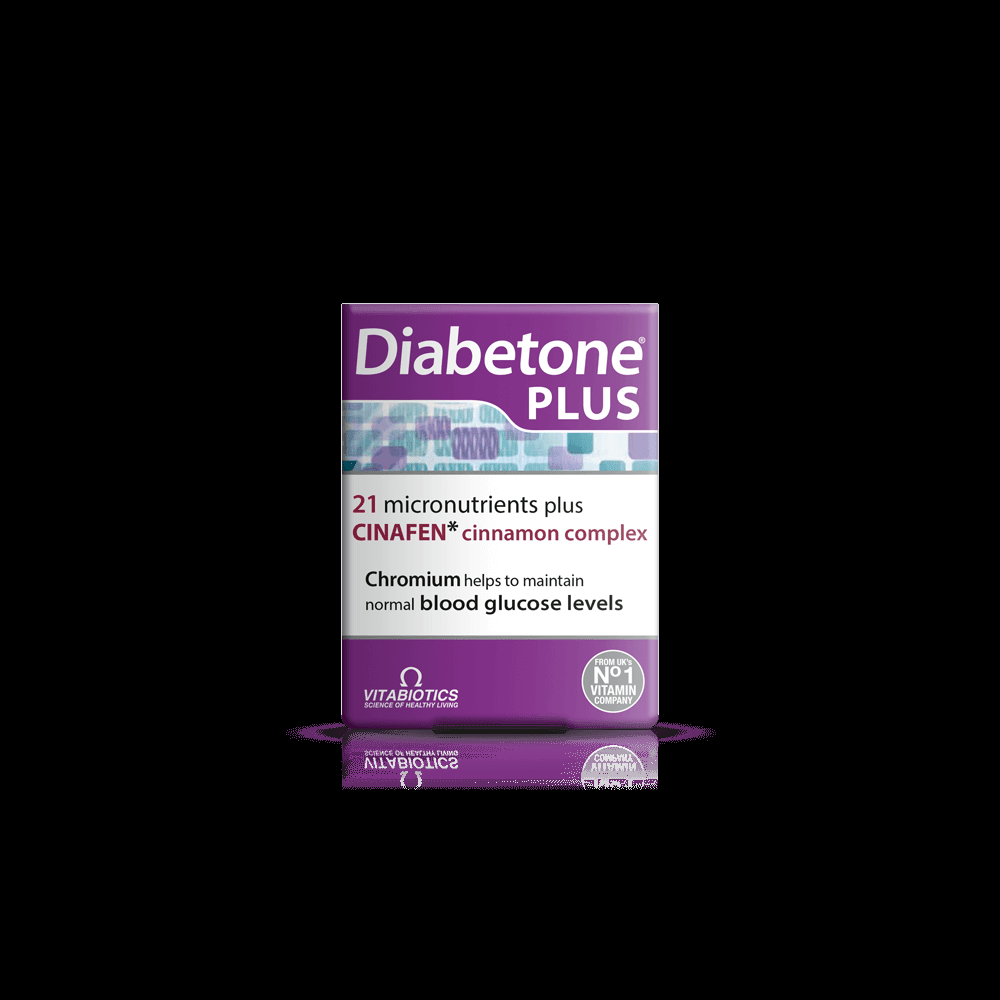 Diabetone®
PLUS
21 micronutrients plus
CINAFEN* cinnamon complex
Chromium helps to maintain
normal blood glucose levels
VITABIOTICS
SCIENCE OF HEALTHY LIVING
FROM UK's
Nº1
VITAMIN
COMPANY